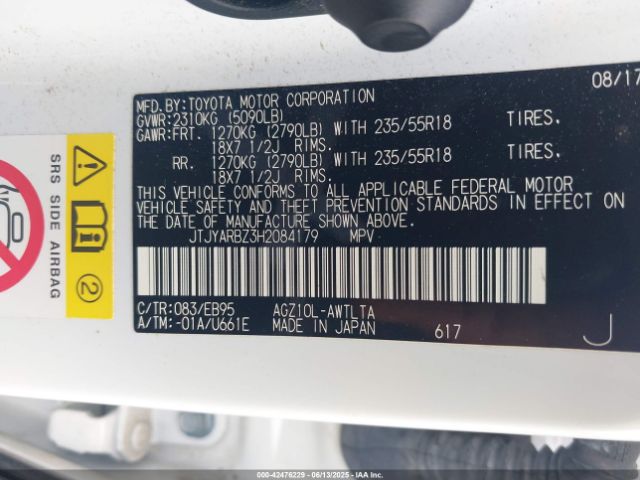 08/17
MFD. BY: TOYOTA MOTOR CORPORATION
GVWR: 2310KG (5090LB)
GAWR: FRT. 1270KG (2790LB) WITH 235/55R18 TIRES.
18X7 1/2J RIMS.
RR. 1270KG (2790LB) WITH 235/55R18 TIRES.
18X7 1/2J RIMS.
THIS VEHICLE CONFORMS TO ALL APPLICABLE FEDERAL MOTOR
VEHICLE SAFETY AND THEFT PREVENTION STANDARDS IN EFFECT ON
THE DATE OF MANUFACTURE SHOWN ABOVE.
JTJYARBZ3H2084179 MPV
C/TR: 083/EB95 AGZ10L-AWTLTA
A/TM: -01A/U661E MADE IN JAPAN 617 J
SRS SIDE AIRBAG
2
000-42476229 - 06/13/2025 - IAA Inc.